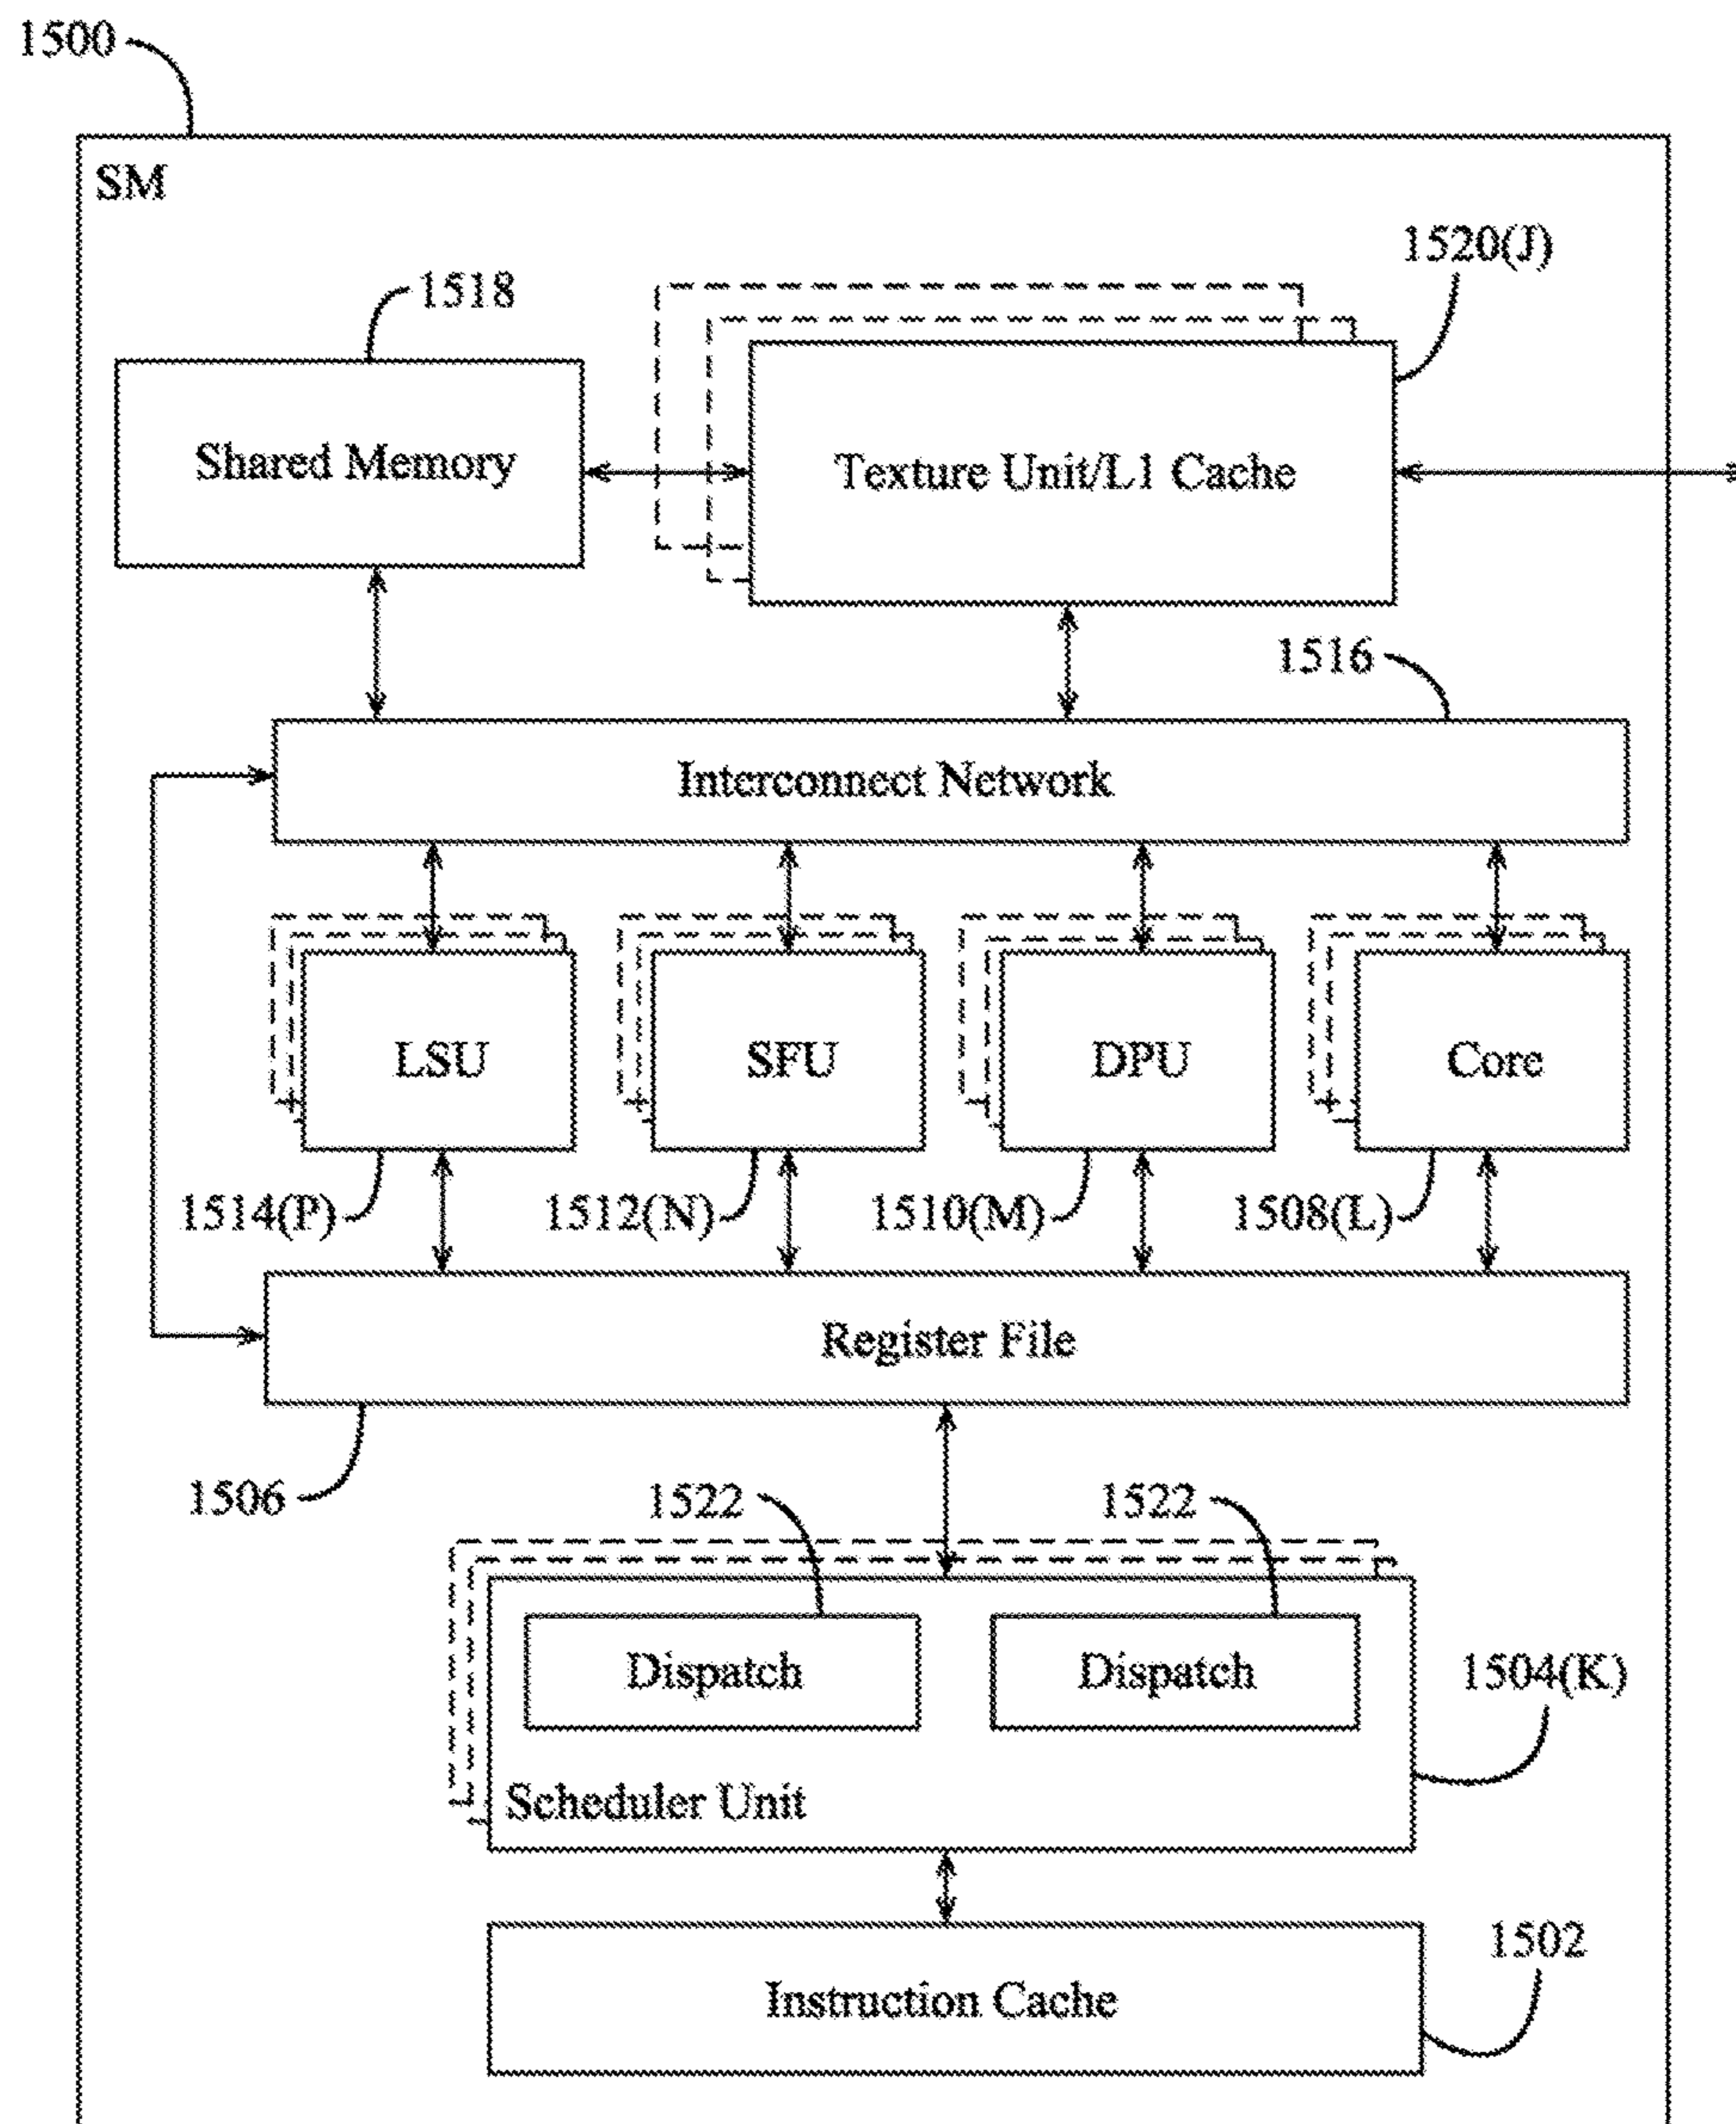 1500
SM
1520(J)
1518
Shared Memory
Texture Unit/L1 Cache
1516
Interconnect Network
LSU
SFU
DPU
Core
1514(P)
1512(N)
1510(M)
1508(L)
Register File
1506
1522
1522
Dispatch
Dispatch
1504(K)
Scheduler Unit
1502
Instruction Cache